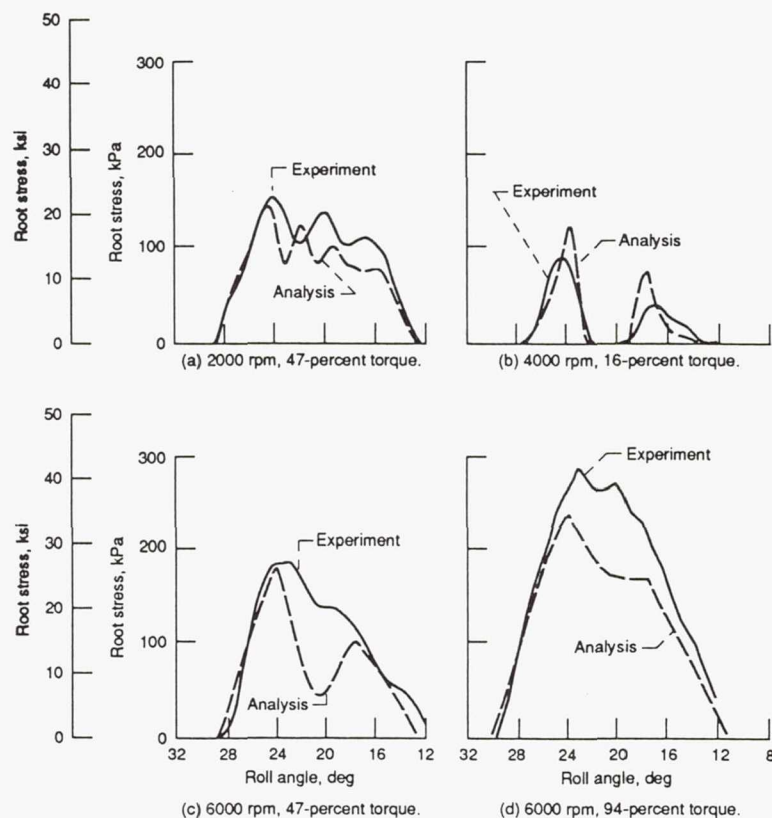 50
40
30
20
10
0
Root stress, ksi
300
200
100
0
Root stress, kPa
Experiment
Analysis
(a) 2000 rpm, 47-percent torque.
Experiment
Analysis
(b) 4000 rpm, 16-percent torque.
50
40
30
20
10
0
Root stress, ksi
300
200
100
0
Root stress, kPa
Experiment
Analysis
32 28 24 20 16 12
Roll angle, deg
(c) 6000 rpm, 47-percent torque.
Experiment
Analysis
32 28 24 20 16 12 8
Roll angle, deg
(d) 6000 rpm, 94-percent torque.